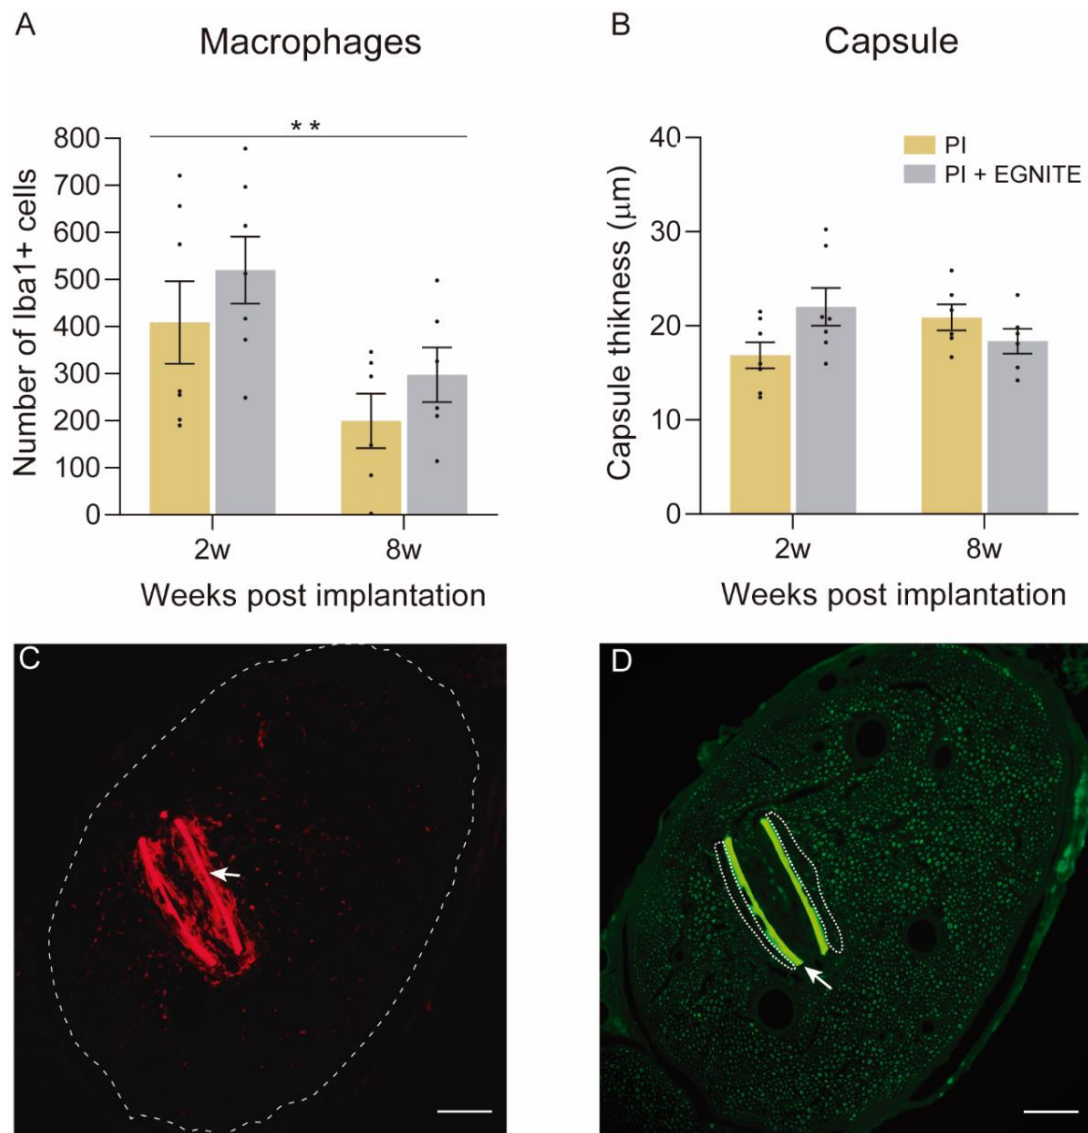 A
Macrophages
**
Number of Iba1+ cells
800
700
600
500
400
300
200
100
0
2w
8w
Weeks post implantation
B
Capsule
PI
PI + EGNITE
Capsule thikness (μm)
40
30
20
10
0
2w
8w
Weeks post implantation
C
D